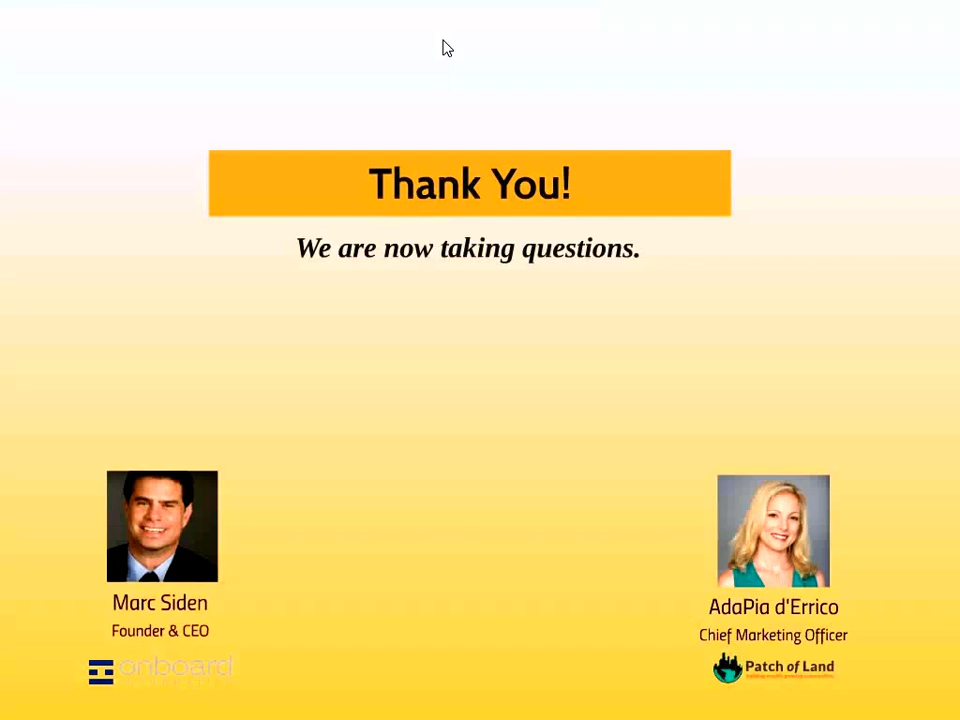 Thank You!
We are now taking questions.
Marc Siden
Founder & CEO
onboard
AdaPia d'Errico
Chief Marketing Officer
Patch of Land